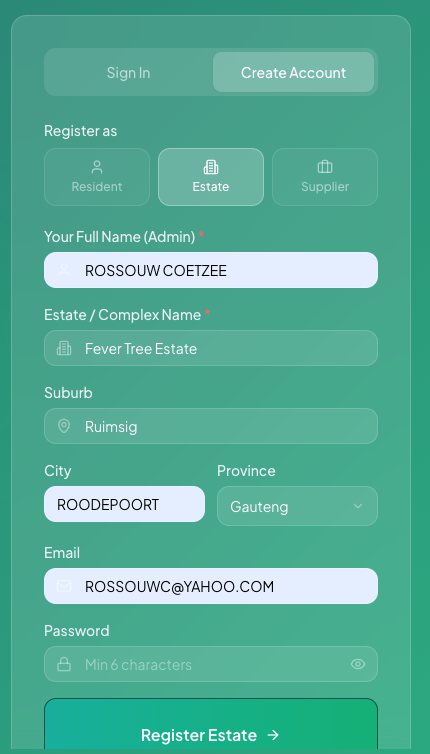 Sign In Create Account
Register as
Resident Estate Supplier
Your Full Name (Admin) *
ROSSOUW COETZEE
Estate / Complex Name *
Fever Tree Estate
Suburb
Ruimsig
City Province
ROODEPOORT Gauteng
Email
ROSSOUWC@YAHOO.COM
Password
Min 6 characters
Register Estate →